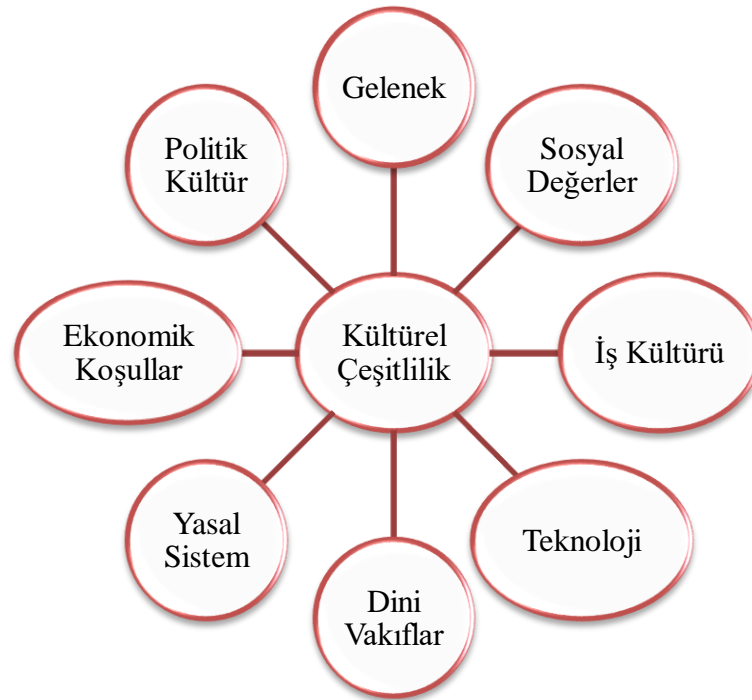 Gelenek
Politik
Kültür
Sosyal
Değerler
Ekonomik
Koşullar
Kültürel
Çeşitlilik
İş Kültürü
Yasal
Sistem
Teknoloji
Dini
Vakıflar